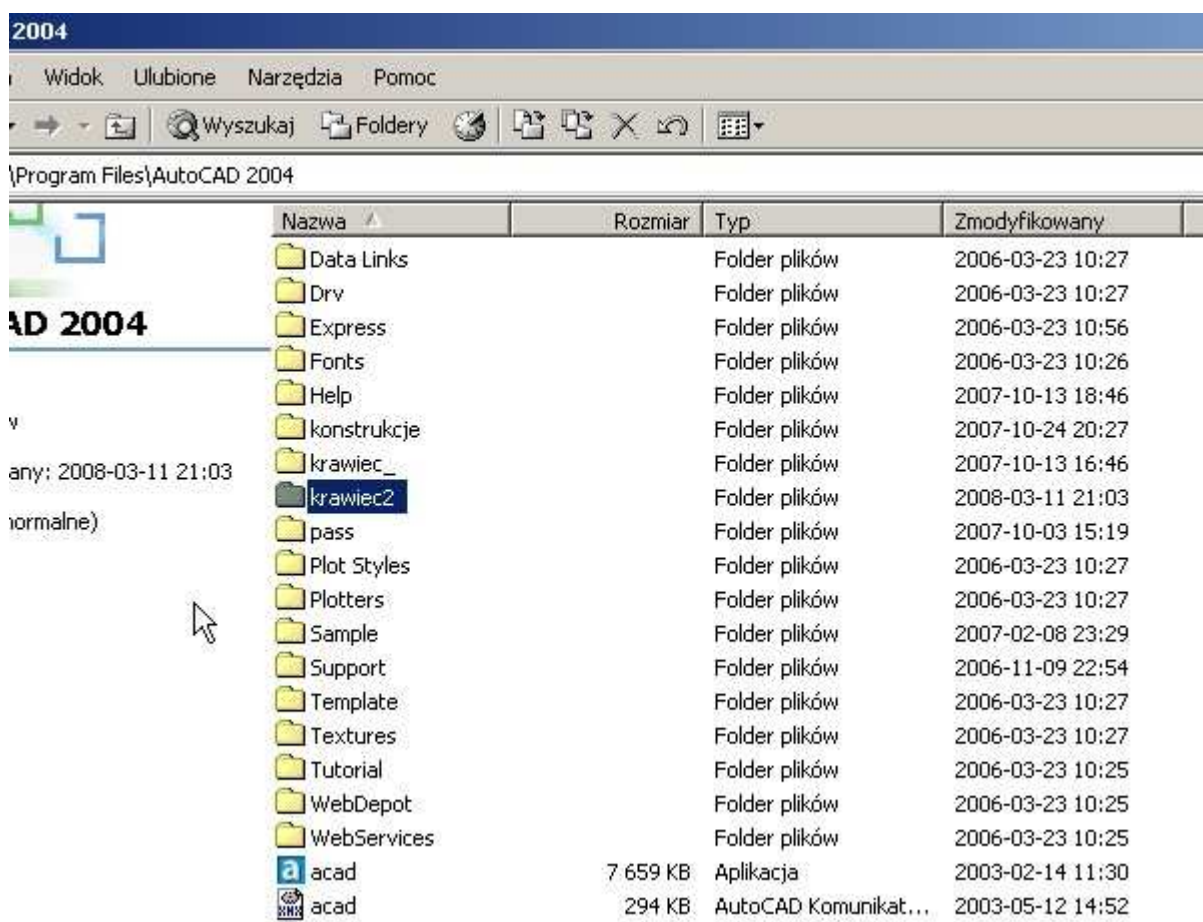 2004
Widok Ulubione Narzędzia Pomoc
Wyszukaj Foldery
\Program Files\AutoCAD 2004
Nazwa Rozmiar Typ Zmodyfikowany
Data Links Folder plików 2006-03-23 10:27
Drv Folder plików 2006-03-23 10:27
AD 2004
Express Folder plików 2006-03-23 10:56
Fonts Folder plików 2006-03-23 10:26
Help Folder plików 2007-10-13 18:46
konstrukcje Folder plików 2007-10-24 20:27
krawiec_ Folder plików 2007-10-13 16:46
any: 2008-03-11 21:03
krawiec2 Folder plików 2008-03-11 21:03
normalne)
pass Folder plików 2007-10-03 15:19
Plot Styles Folder plików 2006-03-23 10:27
Plotters Folder plików 2006-03-23 10:27
Sample Folder plików 2007-02-08 23:29
Support Folder plików 2006-11-09 22:54
Template Folder plików 2006-03-23 10:27
Textures Folder plików 2006-03-23 10:27
Tutorial Folder plików 2006-03-23 10:25
WebDepot Folder plików 2006-03-23 10:25
WebServices Folder plików 2006-03-23 10:25
acad 7 659 KB Aplikacja 2003-02-14 11:30
acad 294 KB AutoCAD Komunikat... 2003-05-12 14:52